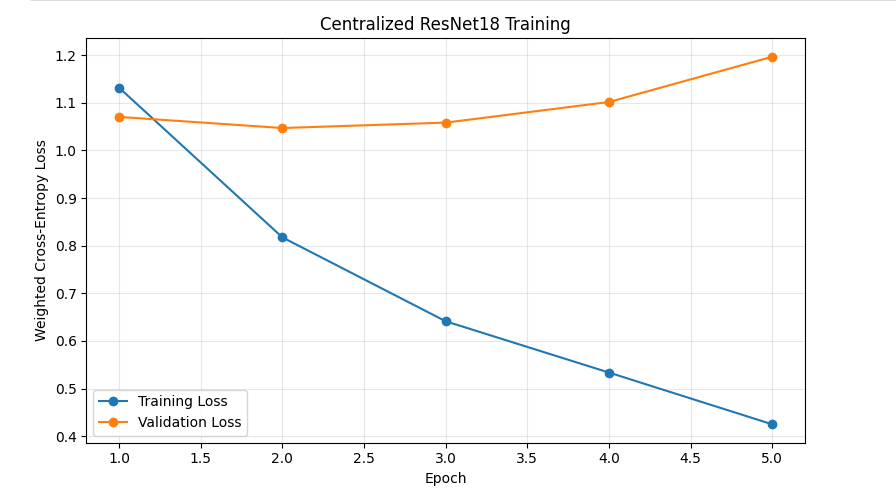 Centralized ResNet18 Training
Weighted Cross-Entropy Loss
1.2
1.1
1.0
0.9
0.8
0.7
0.6
0.5
0.4
Training Loss
Validation Loss
1.0 1.5 2.0 2.5 3.0 3.5 4.0 4.5 5.0
Epoch